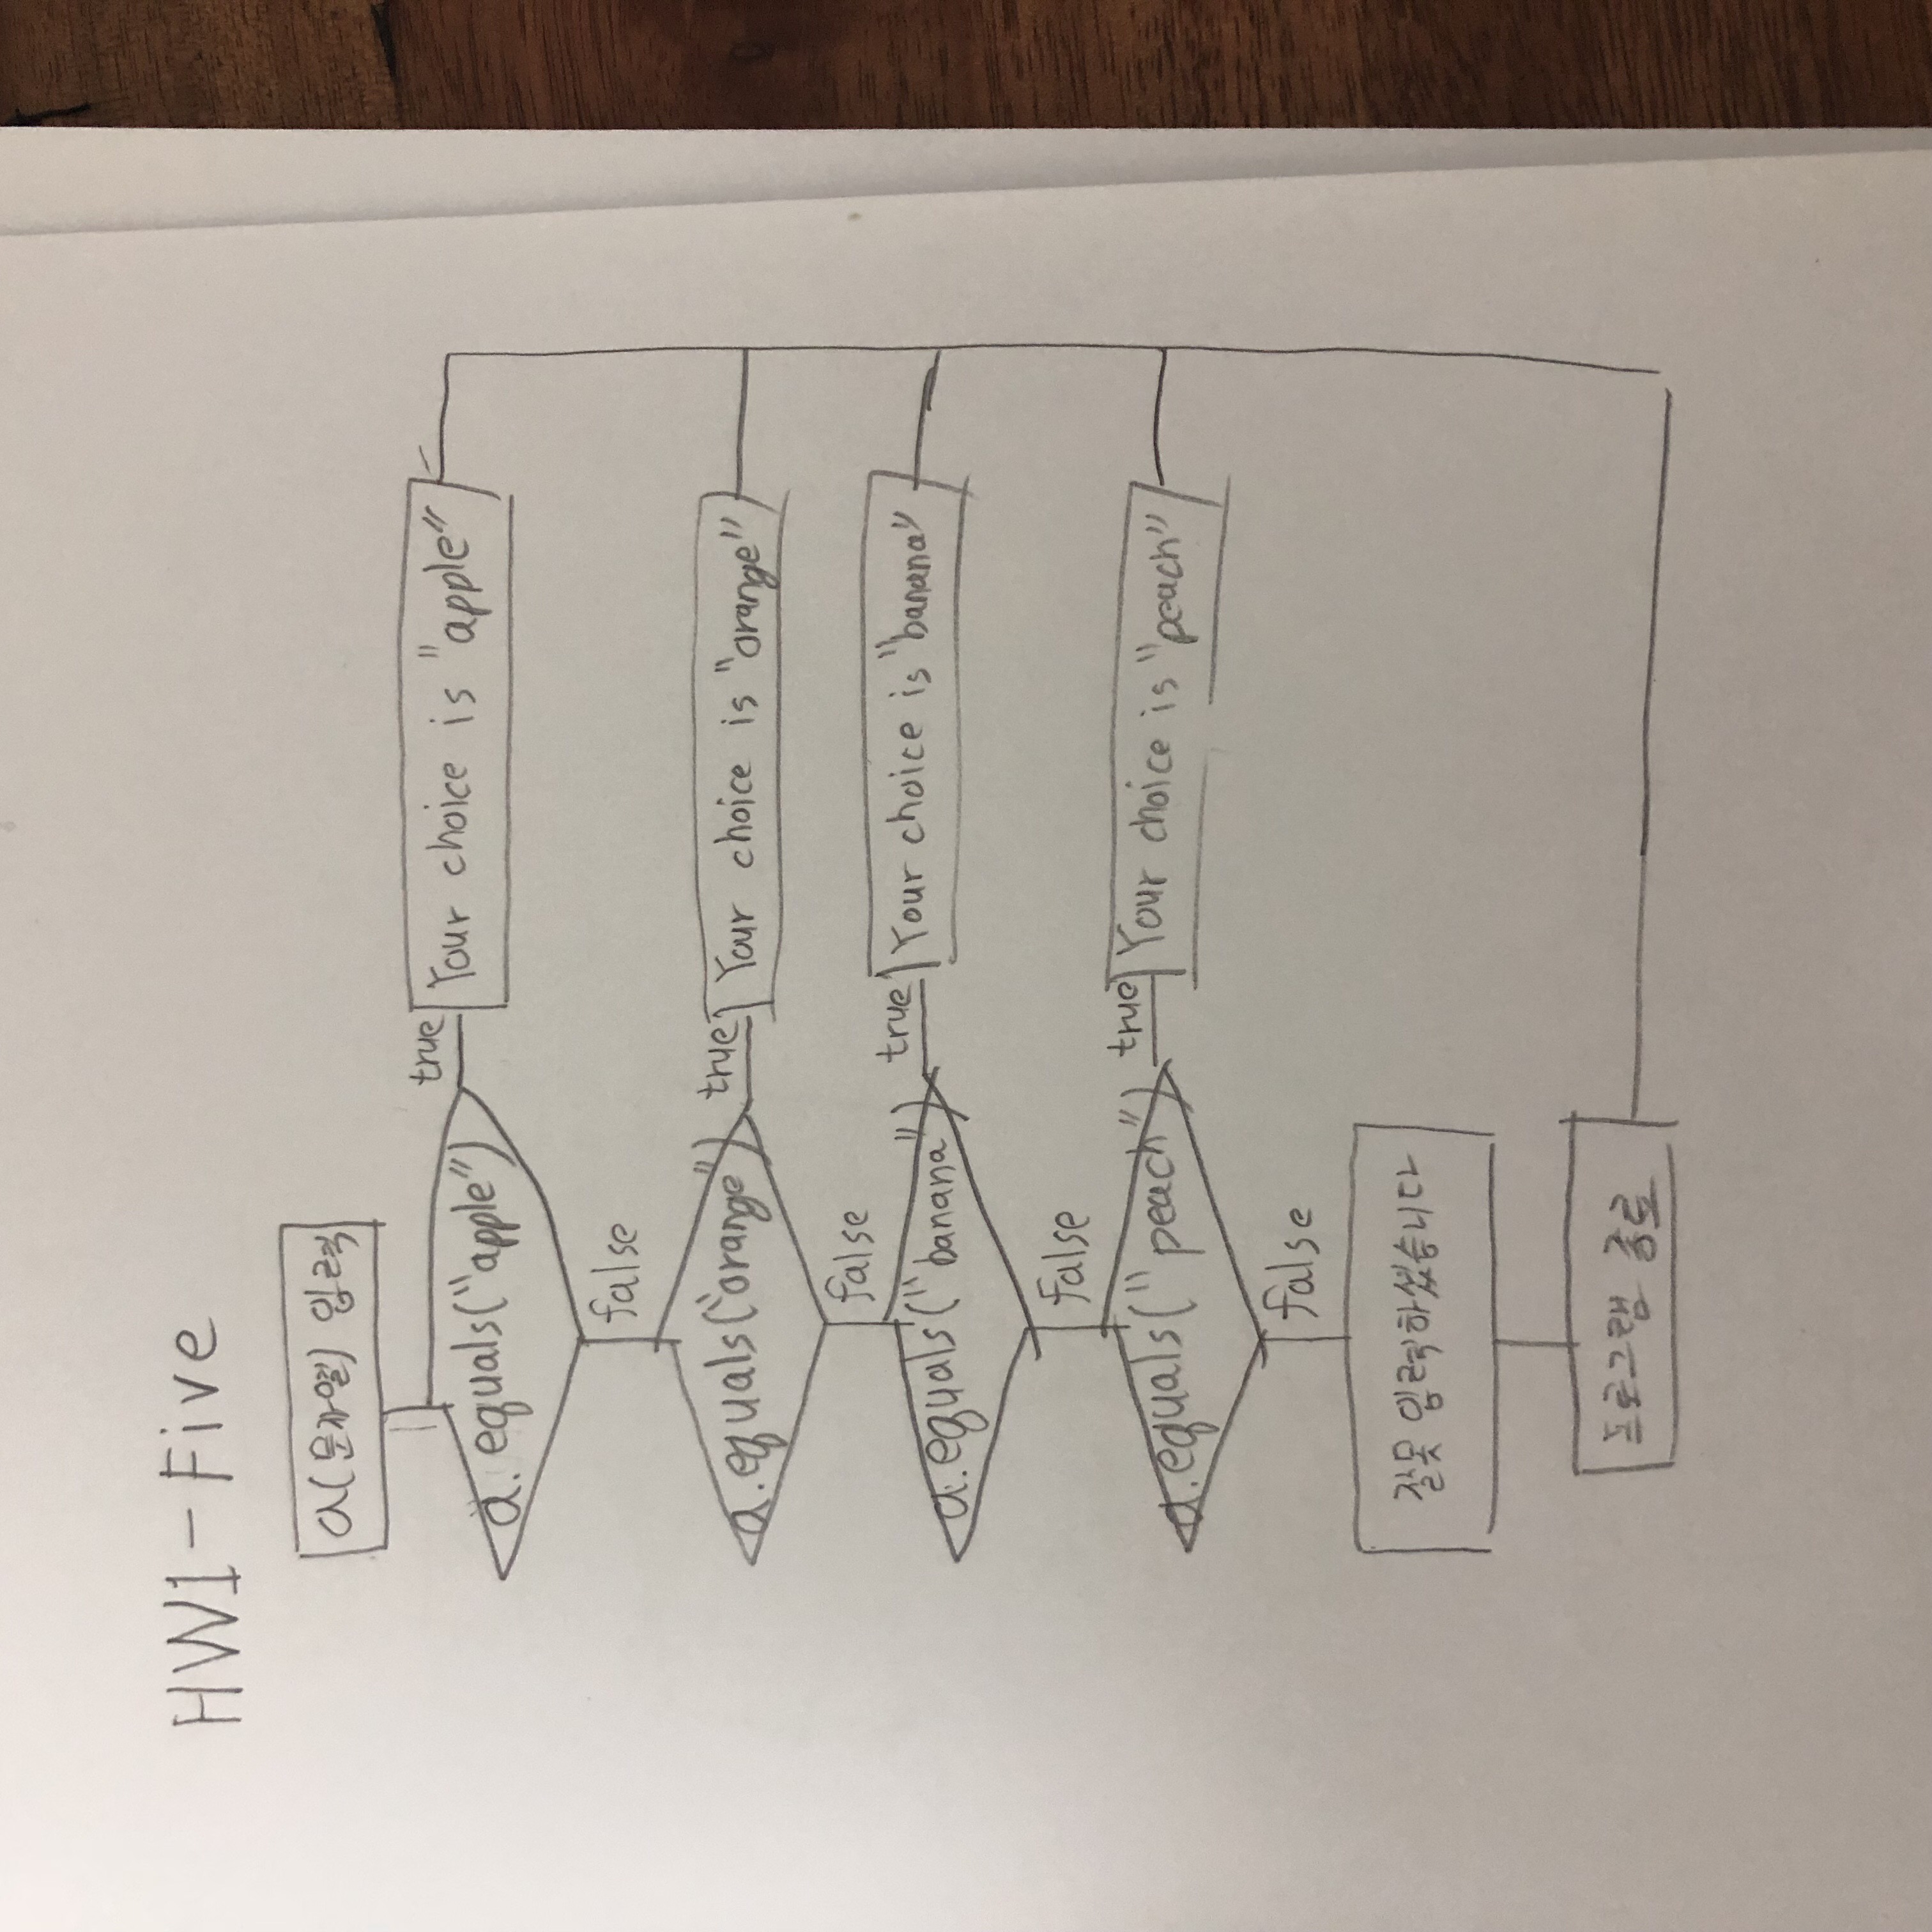 HW1-Five
a(문자열) 입력
a. equals("apple")
true
Your choice is "apple"
false
a.equals("orange")
true
Your choice is "orange"
false
a.equals("banana")
true
Your choice is "banana"
false
a.equals("peach")
true
Your choice is "peach"
false
잘못 입력하셨습니다
프로그램 종료